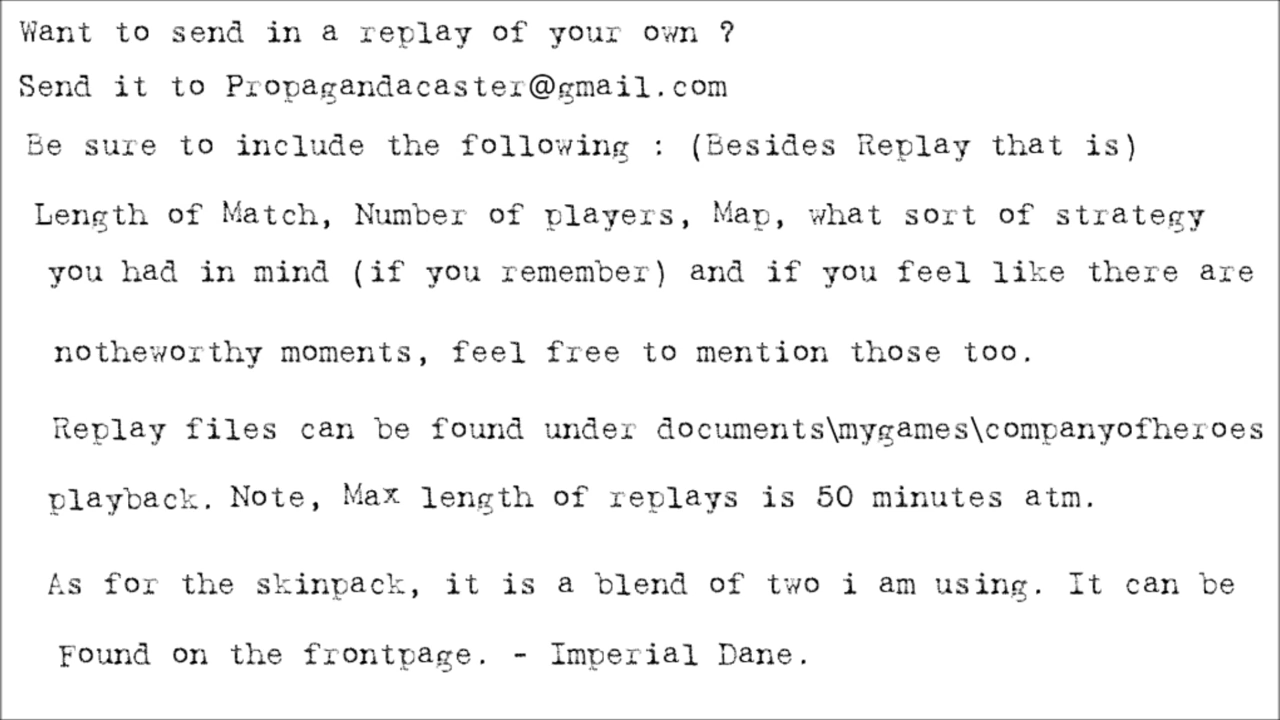 Want to send in a replay of your own ?
Send it to Propagandacaster@gmail.com
Be sure to include the following : (Besides Replay that is)
Length of Match, Number of players, Map, what sort of strategy
you had in mind (if you remember) and if you feel like there are
notheworthy moments, feel free to mention those too.
Replay files can be found under documents\mygames\companyofheroes
playback. Note, Max length of replays is 50 minutes atm.
As for the skinpack, it is a blend of two i am using. It can be
Found on the frontpage. - Imperial Dane.